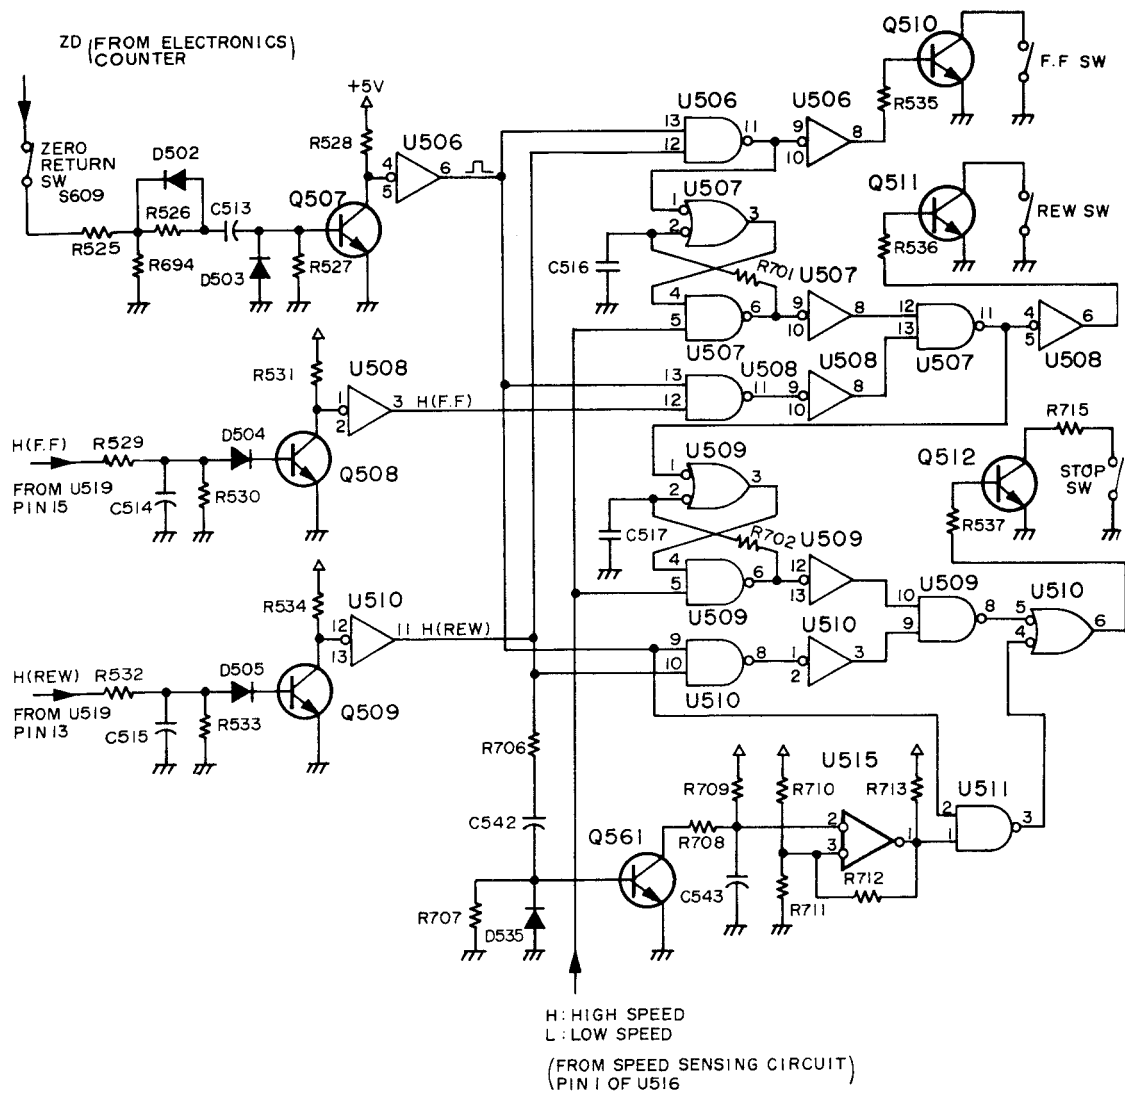 ZD (FROM ELECTRONICS)
COUNTER
ZERO
RETURN
SW
S609
D502
R526
C513
R525
R694
D503
R527
Q507
+5V
R528
U506
4
5
6
U506
13
12
11
U506
9
10
8
R535
Q510
F.F SW
U507
1
2
3
C516
R701
4
5
6
U507
U507
9
10
8
Q511
R536
REW SW
12
13
11
U507
4
5
6
U508
R531
U508
1
2
3
H(F.F)
13
12
11
U508
9
10
8
U508
H(F.F)
R529
D504
FROM U519
PIN15
C514
R530
Q508
U509
1
2
3
C517
R702
4
5
6
U509
U509
12
13
Q512
R715
STOP
SW
R537
U509
10
9
8
U510
5
4
6
R534
U510
12
13
11
H(REW)
9
10
8
U510
U510
1
2
3
H(REW)
R532
D505
FROM U519
PIN13
C515
R533
Q509
R706
C542
R707
D535
Q561
R708
R709
C543
R710
R711
U515
2
3
1
R712
R713
U511
2
1
3
H : HIGH SPEED
L : LOW SPEED
(FROM SPEED SENSING CIRCUIT)
PIN 1 OF U516